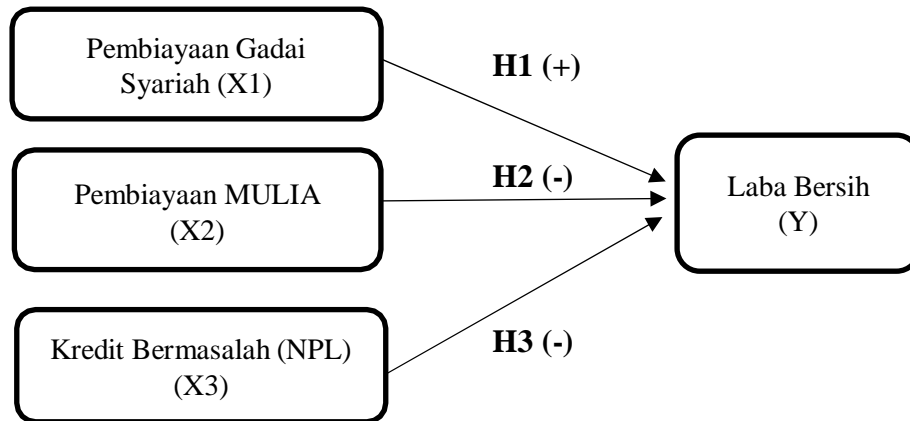 Pembiayaan Gadai
Syariah (X1)
H1 (+)
Pembiayaan MULIA
(X2)
H2 (-)
Laba Bersih
(Y)
Kredit Bermasalah (NPL)
(X3)
H3 (-)